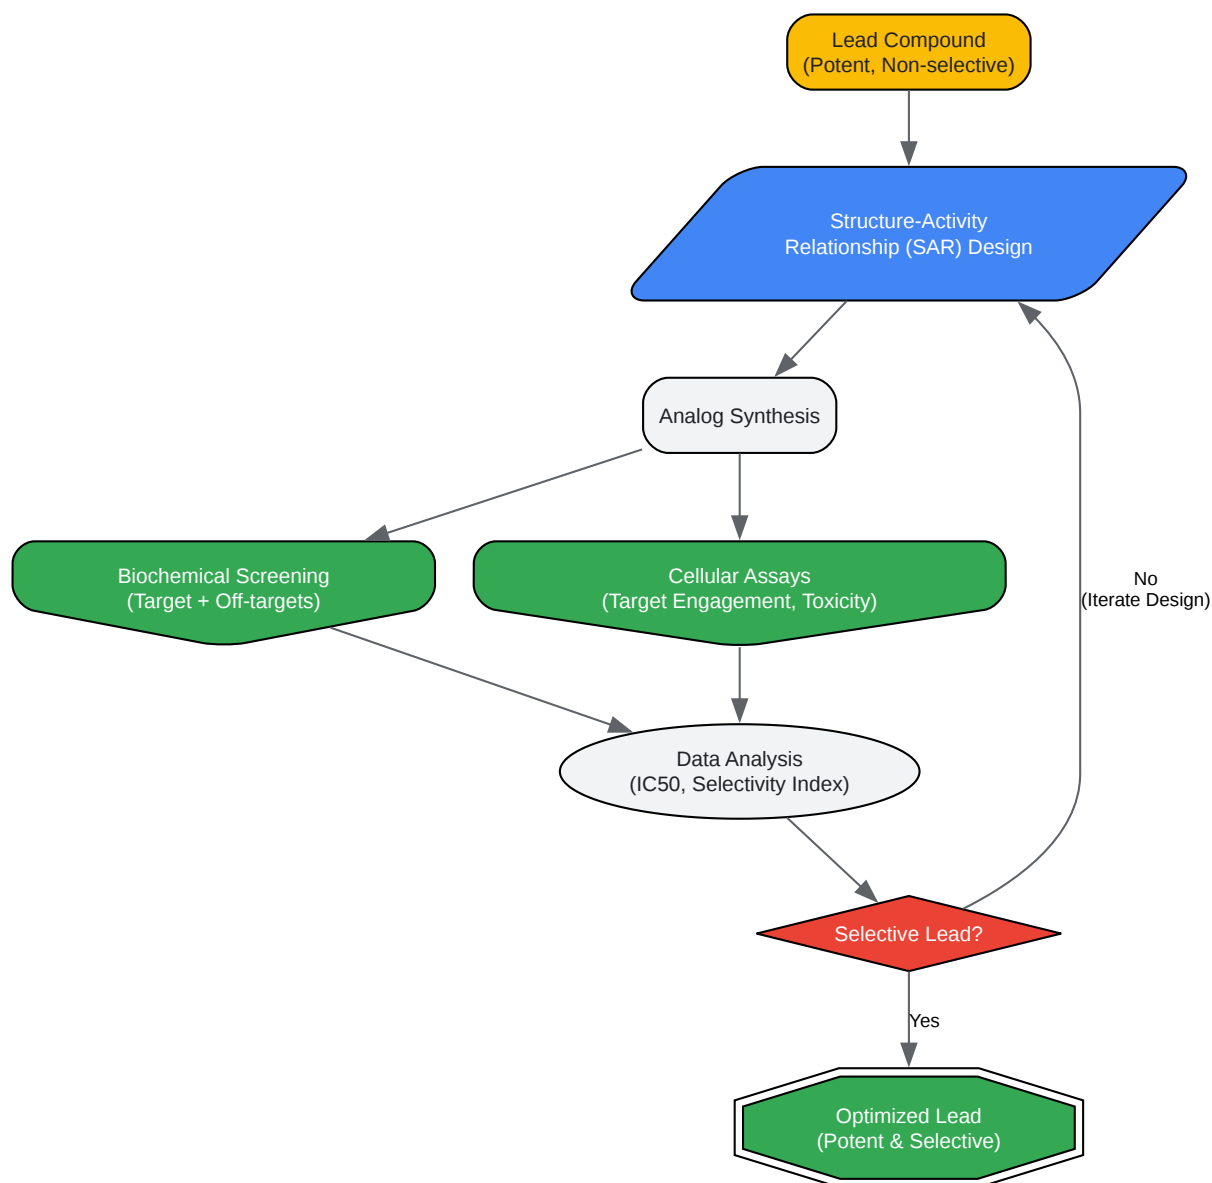 Lead Compound
(Potent, Non-selective)
Structure-Activity
Relationship (SAR) Design
Analog Synthesis
Biochemical Screening
(Target + Off-targets)
Cellular Assays
(Target Engagement, Toxicity)
No
(Iterate Design)
Data Analysis
(IC50, Selectivity Index)
Selective Lead?
Yes
Optimized Lead
(Potent & Selective)